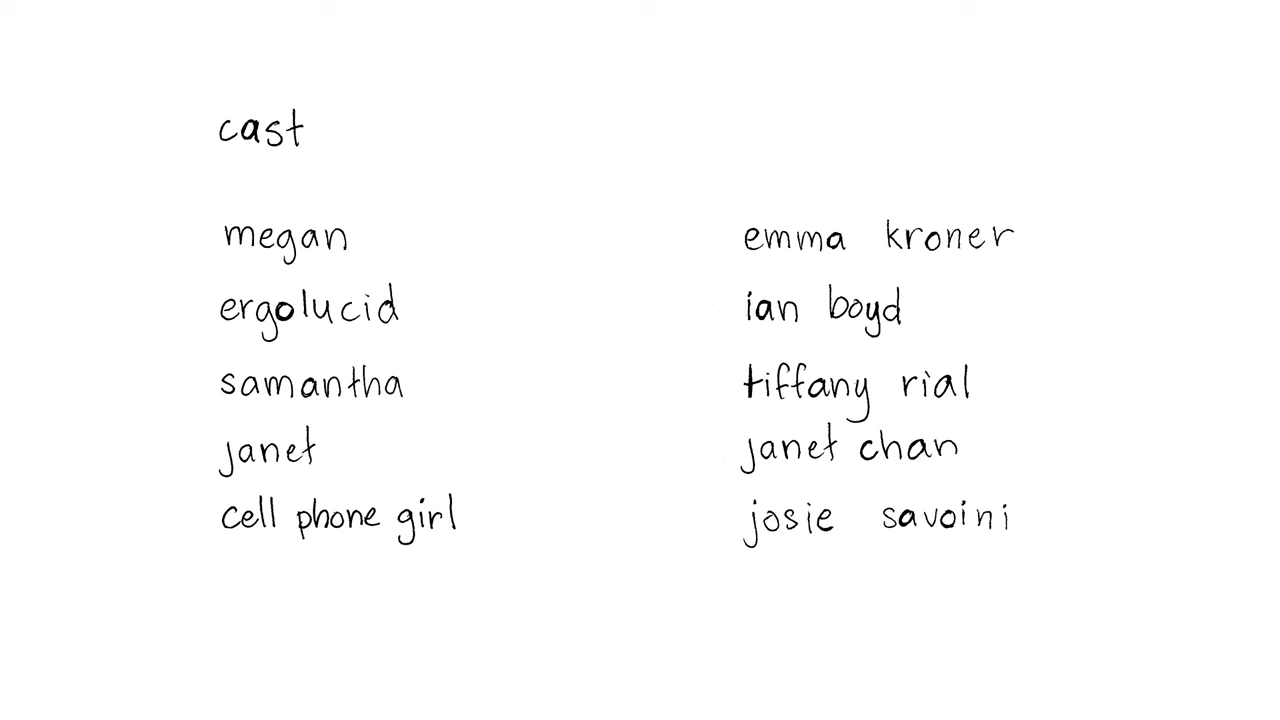 cast
megan emma kroner
ergolucid ian boyd
samantha tiffany rial
janet janet chan
cell phone girl josie savoini